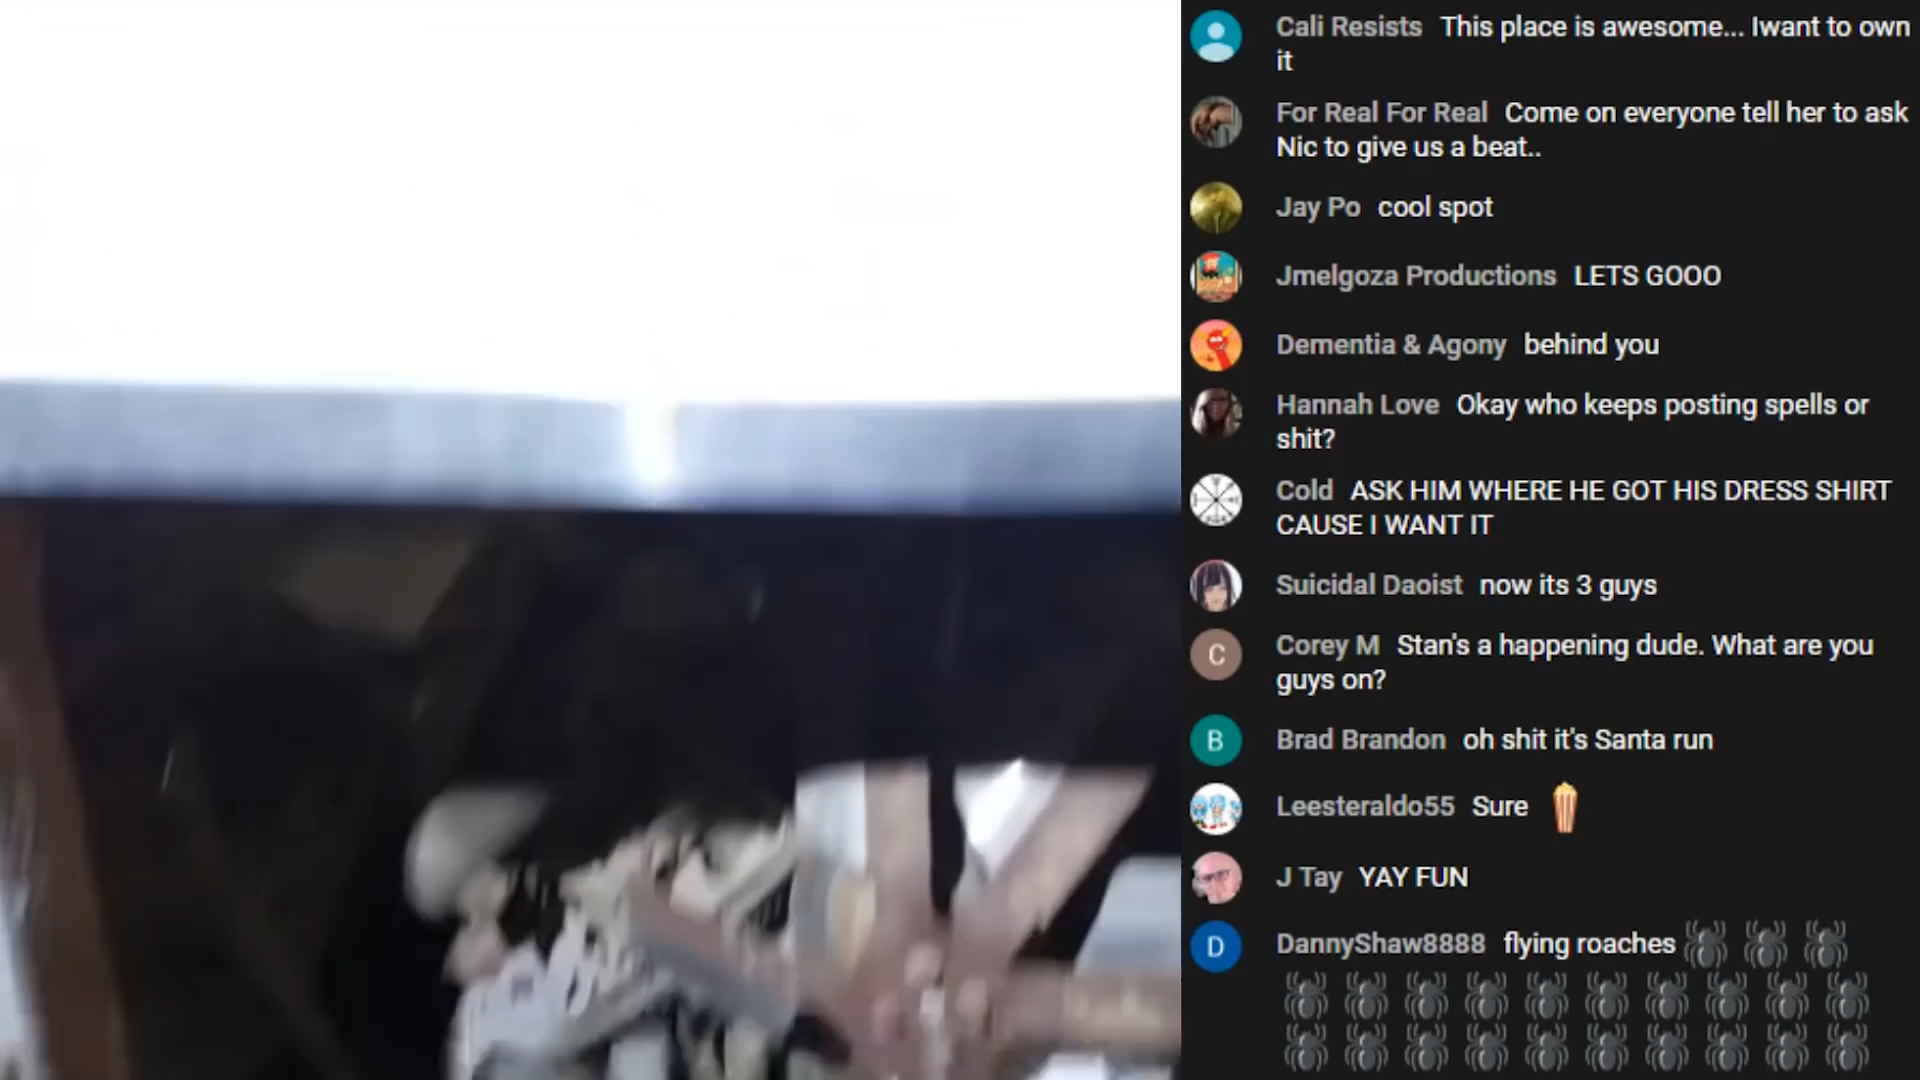 Cali Resists This place is awesome... Iwant to own
it
For Real For Real Come on everyone tell her to ask
Nic to give us a beat..
Jay Po cool spot
Jmelgoza Productions LETS GOOO
Dementia & Agony behind you
Hannah Love Okay who keeps posting spells or
shit?
Cold ASK HIM WHERE HE GOT HIS DRESS SHIRT
CAUSE I WANT IT
Suicidal Daoist now its 3 guys
C Corey M Stan's a happening dude. What are you
guys on?
B Brad Brandon oh shit it's Santa run
Leesteraldo55 Sure 🍿
J Tay YAY FUN
D DannyShaw8888 flying roaches 🕷 🕷 🕷
🕷 🕷 🕷 🕷 🕷 🕷 🕷 🕷 🕷 🕷
🕷 🕷 🕷 🕷 🕷 🕷 🕷 🕷 🕷 🕷